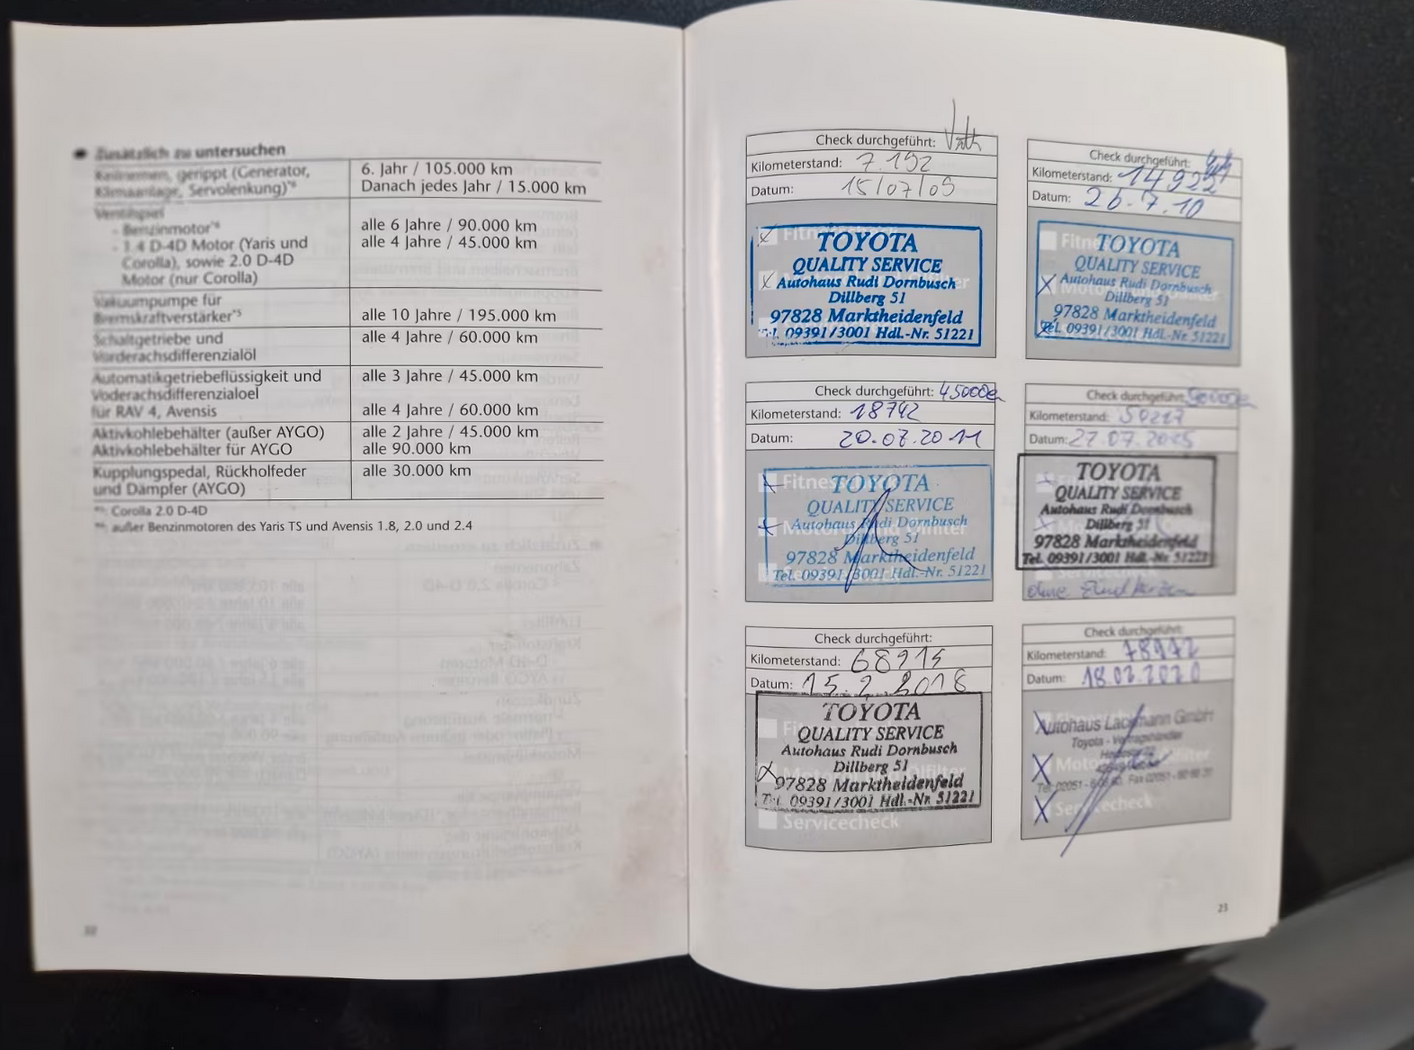 Zusätzlich zu untersuchen
Keilriemen, gerippt (Generator,
Klimaanlage, Servolenkung)
6. Jahr / 105.000 km
Danach jedes Jahr / 15.000 km
Ventilspiel
- Benzinmotor
- 1.4 D-4D Motor (Yaris und
Corolla), sowie 2.0 D-4D
Motor (nur Corolla)
alle 6 Jahre / 90.000 km
alle 4 Jahre / 45.000 km
Vakuumpumpe für
Bremskraftverstärker*5
alle 10 Jahre / 195.000 km
Schaltgetriebe und
Vorderachsdifferenzialöl
alle 4 Jahre / 60.000 km
Automatikgetriebeflüssigkeit und
Voderachsdifferenzialoel
für RAV 4, Avensis
alle 3 Jahre / 45.000 km
alle 4 Jahre / 60.000 km
Aktivkohlebehälter (außer AYGO)
Aktivkohlebehälter für AYGO
alle 2 Jahre / 45.000 km
alle 90.000 km
Kupplungspedal, Rückholfeder
und Dämpfer (AYGO)
alle 30.000 km
Corolla 2.0 D-4D
außer Benzinmotoren des Yaris TS und Avensis 1.8, 2.0 und 2.4
Check durchgeführt:
Kilometerstand: 7.192
Datum: 15/07/09
TOYOTA
QUALITY SERVICE
Autohaus Rudi Dornbusch
Dillberg 51
97828 Marktheidenfeld
Tel. 09391/3001 Hdl.-Nr. 51221
Check durchgeführt:
Kilometerstand:
Datum: 26.7.10
TOYOTA
QUALITY SERVICE
Autohaus Rudi Dornbusch
Dillberg 51
97828 Marktheidenfeld
Tel. 09391/3001 Hdl.-Nr. 51221
Check durchgeführt: 45000er
Kilometerstand: 18742
Datum: 20.07.2011
TOYOTA
QUALITY SERVICE
Autohaus Rudi Dornbusch
Dillberg 51
97828 Marktheidenfeld
Tel. 09391/3001 Hdl.-Nr. 51221
Check durchgeführt:
Kilometerstand: 50217
Datum: 27.07.2015
TOYOTA
QUALITY SERVICE
Autohaus Rudi Dornbusch
Dillberg 51
97828 Marktheidenfeld
Tel. 09391/3001 Hdl.-Nr. 51221
ohne
Check durchgeführt:
Kilometerstand: 68915
Datum: 15.2.2018
TOYOTA
QUALITY SERVICE
Autohaus Rudi Dornbusch
Dillberg 51
97828 Marktheidenfeld
Tel. 09391/3001 Hdl.-Nr. 51221
Servicecheck
Check durchgeführt:
Kilometerstand: 78972
Datum: 18.02.2020
Autohaus Lackmann GmbH
Toyota - Vertragshändler
Servicecheck
23